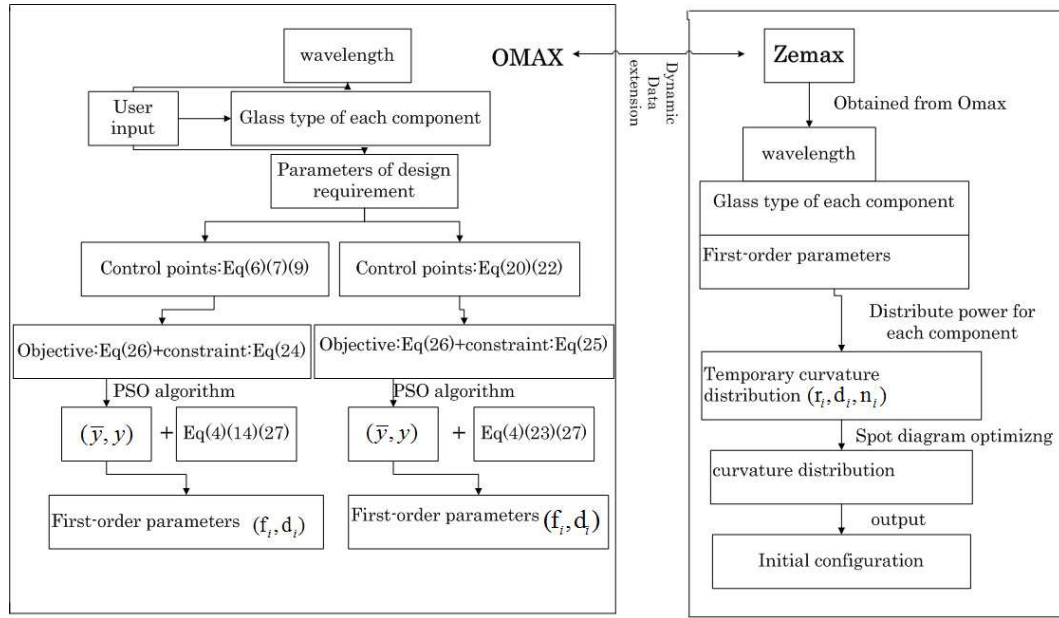 wavelength
User
input
Glass type of each component
Parameters of design
requirement
Control points:Eq(6)(7)(9)
Control points:Eq(20)(22)
Objective:Eq(26)+constraint:Eq(24)
Objective:Eq(26)+constraint:Eq(25)
PSO algorithm
PSO algorithm
(ȳ, y) + Eq(4)(14)(27)
(ȳ, y) + Eq(4)(23)(27)
First-order parameters (f_i,d_i)
First-order parameters (f_i,d_i)
OMAX
Dynamic
Data
extension
Zemax
Obtained from Omax
wavelength
Glass type of each component
First-order parameters
Distribute power for
each component
Temporary curvature
distribution (r_i,d_i,n_i)
Spot diagram optimizng
curvature distribution
output
Initial configuration